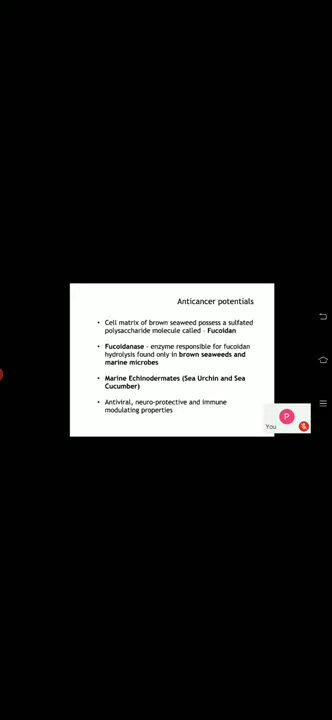 Anticancer potentials
• Cell matrix of brown seaweed possess a sulfated
polysaccharide molecule called - Fucoidan
• Fucoidanase - enzyme responsible for fucoidan
hydrolysis found only in brown seaweeds and
marine microbes
• Marine Echinodermates (Sea Urchin and Sea
Cucumber)
• Antiviral, neuro-protective and immune
modulating properties
P
You